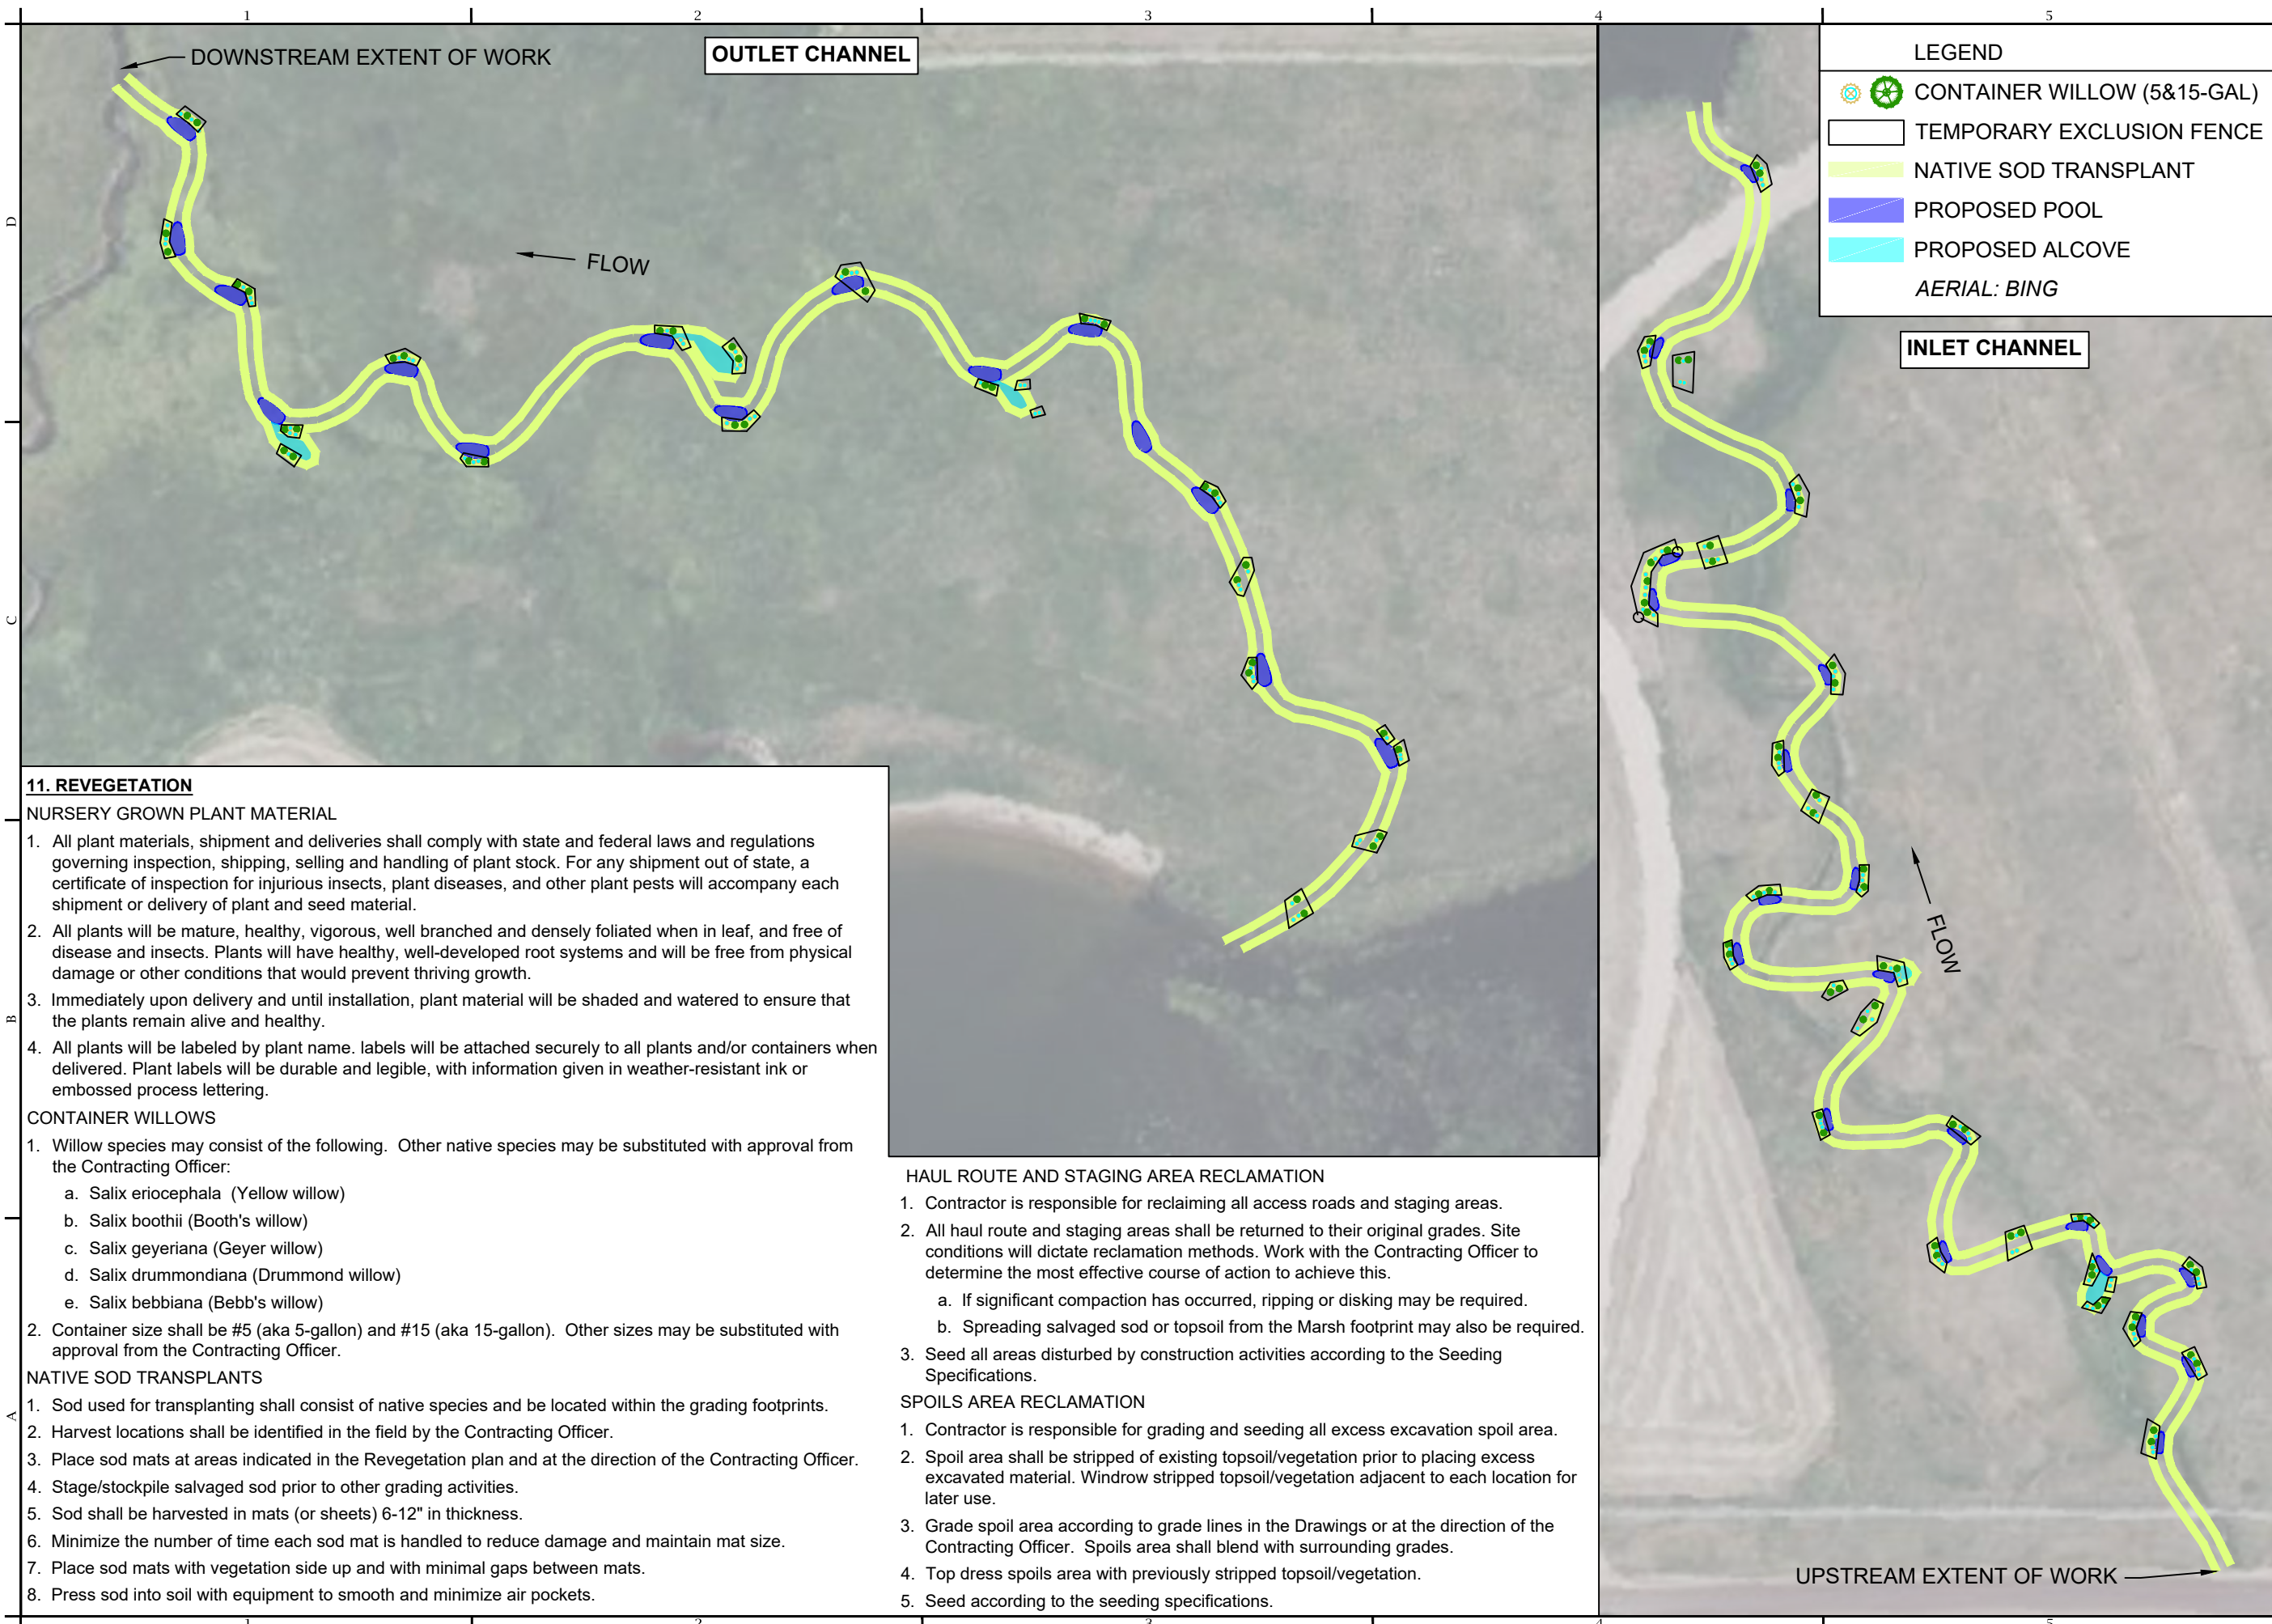 1 2 3 4 5
DOWNSTREAM EXTENT OF WORK
OUTLET CHANNEL
FLOW
LEGEND
CONTAINER WILLOW (5&15-GAL)
TEMPORARY EXCLUSION FENCE
NATIVE SOD TRANSPLANT
PROPOSED POOL
PROPOSED ALCOVE
AERIAL: BING
INLET CHANNEL
FLOW
UPSTREAM EXTENT OF WORK
D
C
B
A
11. REVEGETATION
NURSERY GROWN PLANT MATERIAL
1. All plant materials, shipment and deliveries shall comply with state and federal laws and regulations
governing inspection, shipping, selling and handling of plant stock. For any shipment out of state, a
certificate of inspection for injurious insects, plant diseases, and other plant pests will accompany each
shipment or delivery of plant and seed material.
2. All plants will be mature, healthy, vigorous, well branched and densely foliated when in leaf, and free of
disease and insects. Plants will have healthy, well-developed root systems and will be free from physical
damage or other conditions that would prevent thriving growth.
3. Immediately upon delivery and until installation, plant material will be shaded and watered to ensure that
the plants remain alive and healthy.
4. All plants will be labeled by plant name. labels will be attached securely to all plants and/or containers when
delivered. Plant labels will be durable and legible, with information given in weather-resistant ink or
embossed process lettering.
CONTAINER WILLOWS
1. Willow species may consist of the following. Other native species may be substituted with approval from
the Contracting Officer:
a. Salix eriocephala (Yellow willow)
b. Salix boothii (Booth's willow)
c. Salix geyeriana (Geyer willow)
d. Salix drummondiana (Drummond willow)
e. Salix bebbiana (Bebb's willow)
2. Container size shall be #5 (aka 5-gallon) and #15 (aka 15-gallon). Other sizes may be substituted with
approval from the Contracting Officer.
NATIVE SOD TRANSPLANTS
1. Sod used for transplanting shall consist of native species and be located within the grading footprints.
2. Harvest locations shall be identified in the field by the Contracting Officer.
3. Place sod mats at areas indicated in the Revegetation plan and at the direction of the Contracting Officer.
4. Stage/stockpile salvaged sod prior to other grading activities.
5. Sod shall be harvested in mats (or sheets) 6-12" in thickness.
6. Minimize the number of time each sod mat is handled to reduce damage and maintain mat size.
7. Place sod mats with vegetation side up and with minimal gaps between mats.
8. Press sod into soil with equipment to smooth and minimize air pockets.
HAUL ROUTE AND STAGING AREA RECLAMATION
1. Contractor is responsible for reclaiming all access roads and staging areas.
2. All haul route and staging areas shall be returned to their original grades. Site
conditions will dictate reclamation methods. Work with the Contracting Officer to
determine the most effective course of action to achieve this.
a. If significant compaction has occurred, ripping or disking may be required.
b. Spreading salvaged sod or topsoil from the Marsh footprint may also be required.
3. Seed all areas disturbed by construction activities according to the Seeding
Specifications.
SPOILS AREA RECLAMATION
1. Contractor is responsible for grading and seeding all excess excavation spoil area.
2. Spoil area shall be stripped of existing topsoil/vegetation prior to placing excess
excavated material. Windrow stripped topsoil/vegetation adjacent to each location for
later use.
3. Grade spoil area according to grade lines in the Drawings or at the direction of the
Contracting Officer. Spoils area shall blend with surrounding grades.
4. Top dress spoils area with previously stripped topsoil/vegetation.
5. Seed according to the seeding specifications.